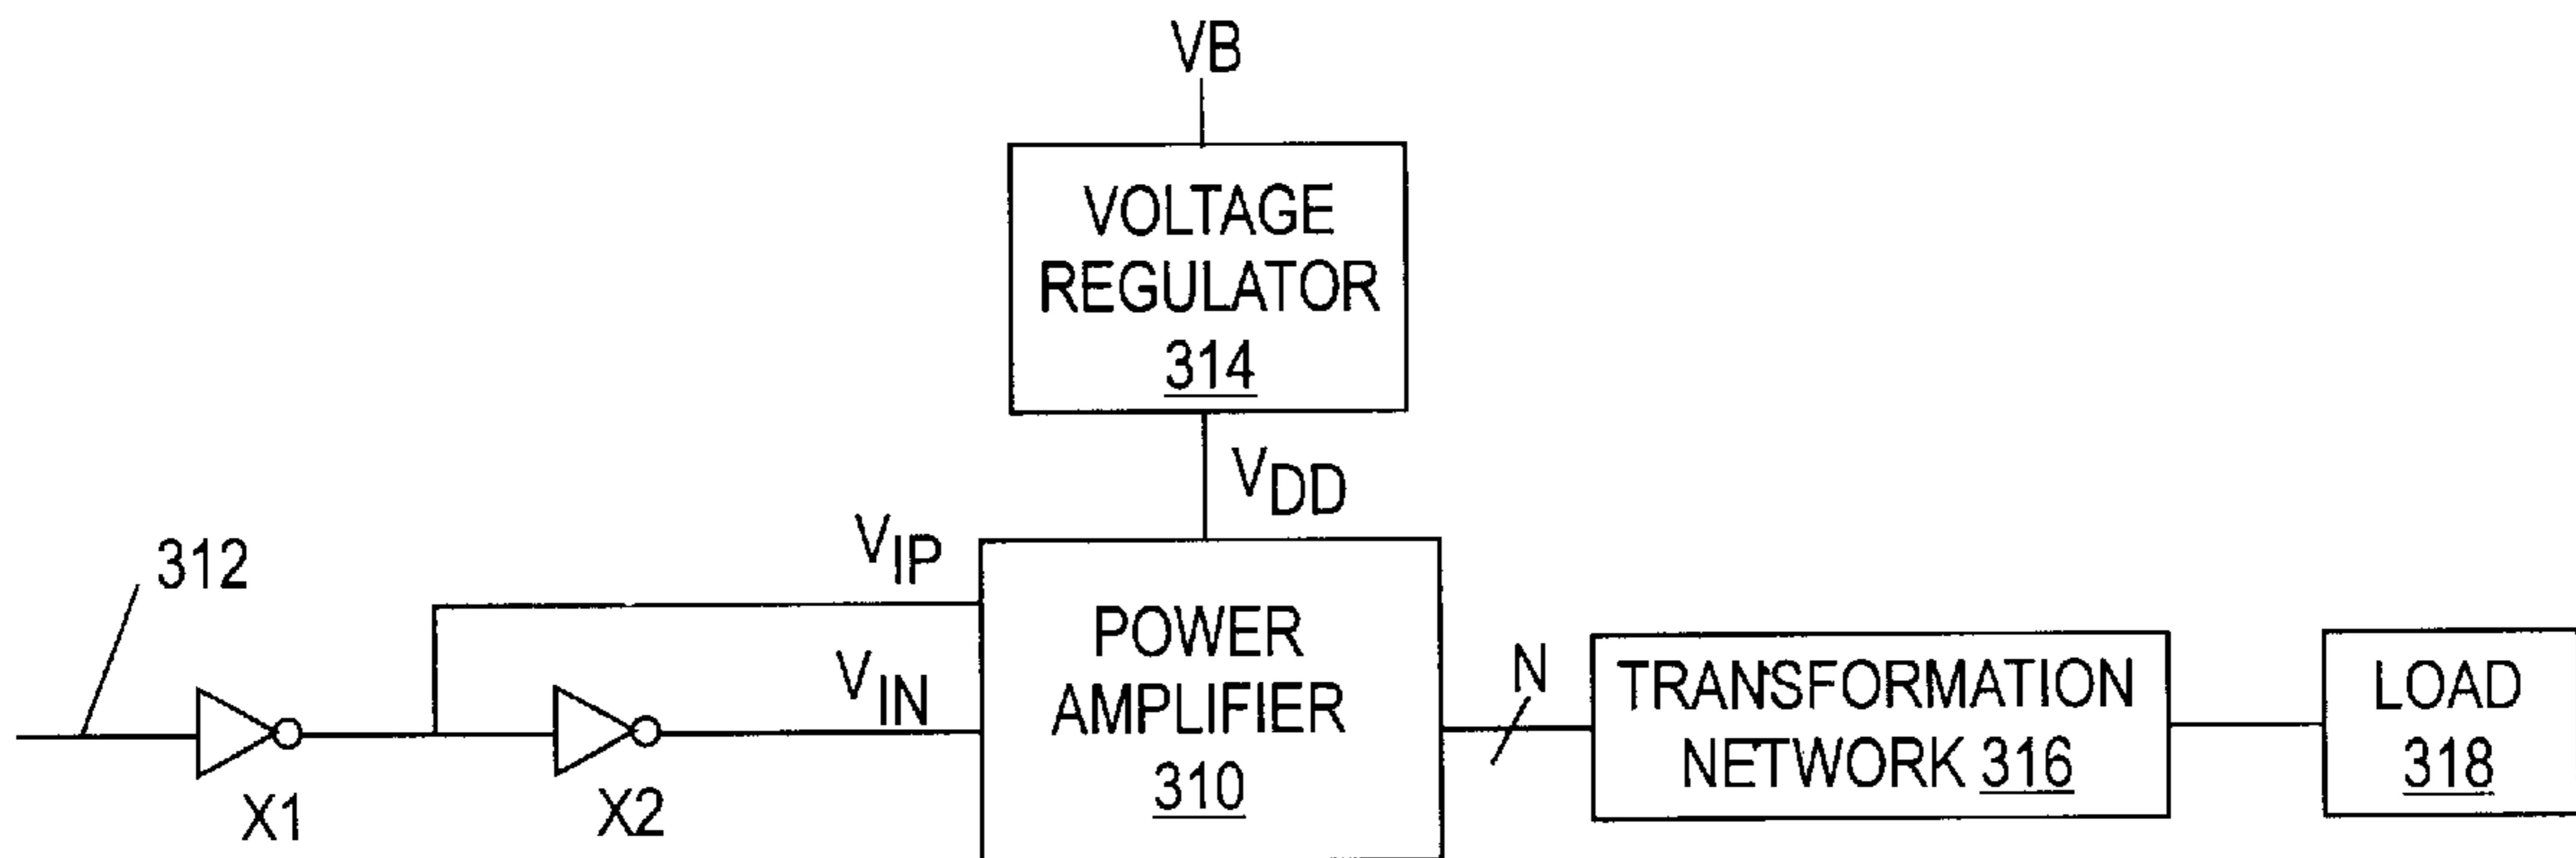 VB
VOLTAGE
REGULATOR
314
VDD
312
VIP
VIN
X1
X2
POWER
AMPLIFIER
310
N
TRANSFORMATION
NETWORK 316
LOAD
318